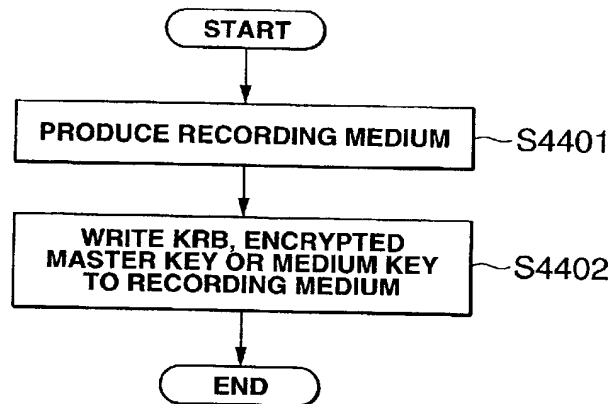 START
PRODUCE RECORDING MEDIUM
S4401
WRITE KRB, ENCRYPTED
MASTER KEY OR MEDIUM KEY
TO RECORDING MEDIUM
S4402
END